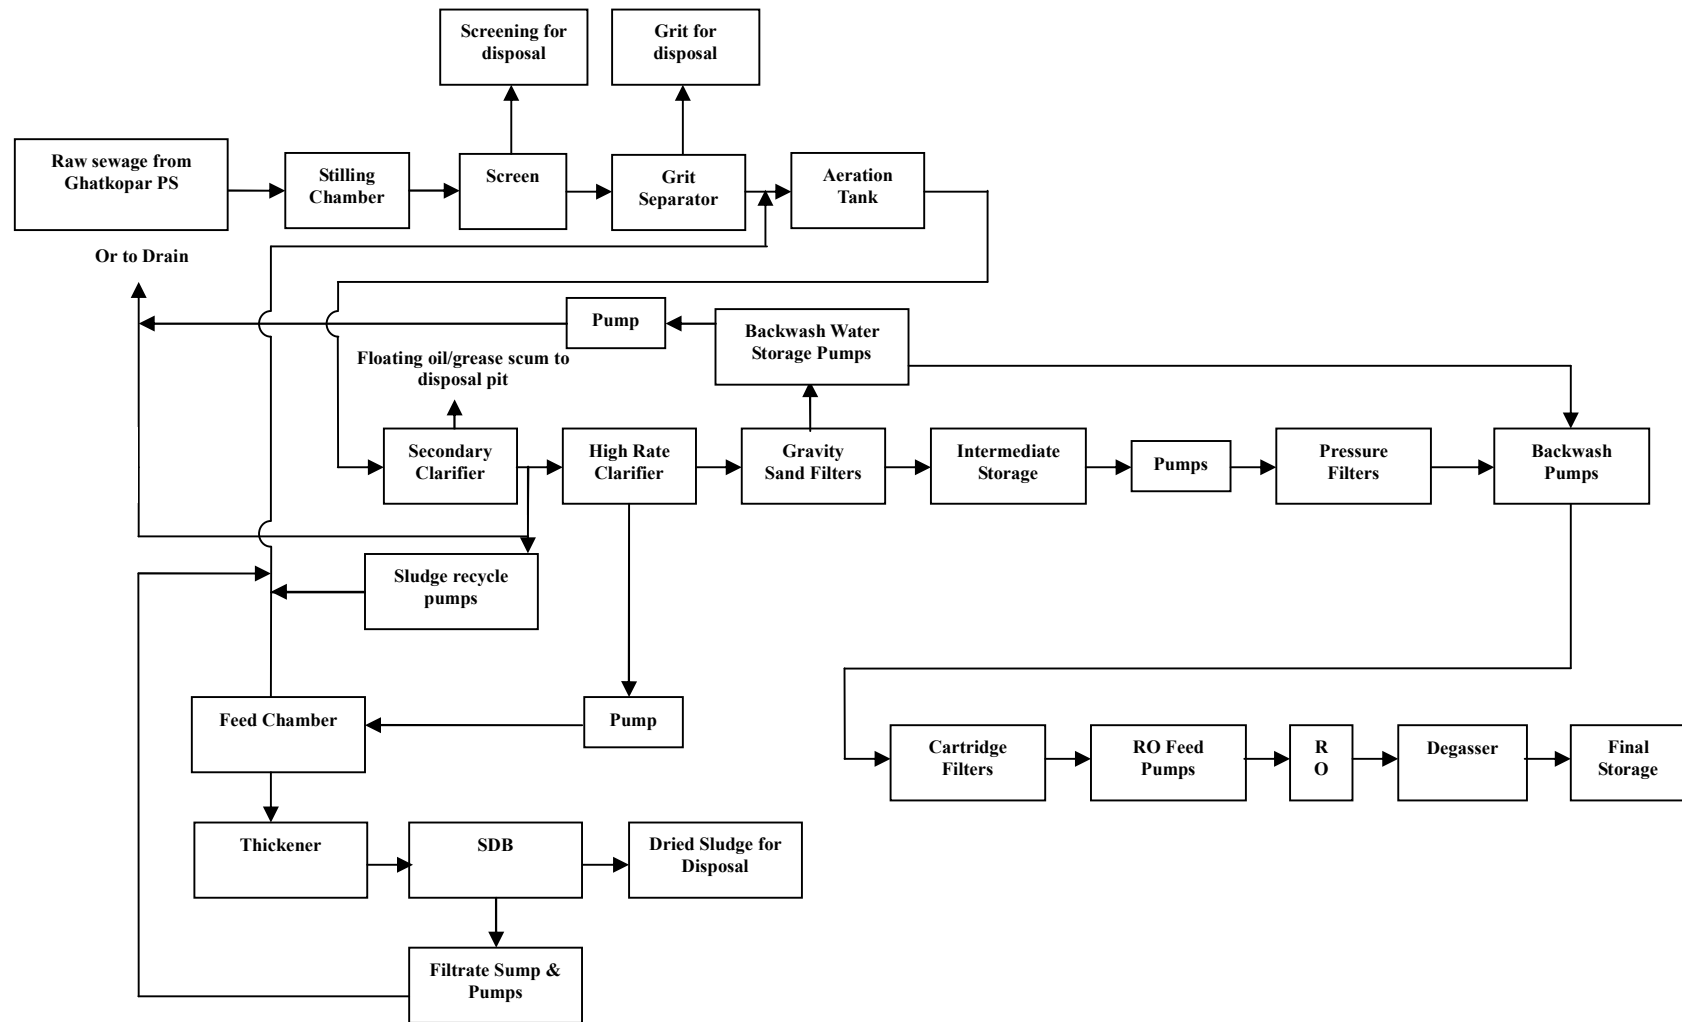 Screening for
disposal
Grit for
disposal
Raw sewage from
Ghatkopar PS
Stilling
Chamber
Screen
Grit
Separator
Aeration
Tank
Or to Drain
Pump
Backwash Water
Storage Pumps
Floating oil/grease scum to
disposal pit
Secondary
Clarifier
High Rate
Clarifier
Gravity
Sand Filters
Intermediate
Storage
Pumps
Pressure
Filters
Backwash
Pumps
Sludge recycle
pumps
Feed Chamber
Pump
Cartridge
Filters
RO Feed
Pumps
R
O
Degasser
Final
Storage
Thickener
SDB
Dried Sludge for
Disposal
Filtrate Sump &
Pumps